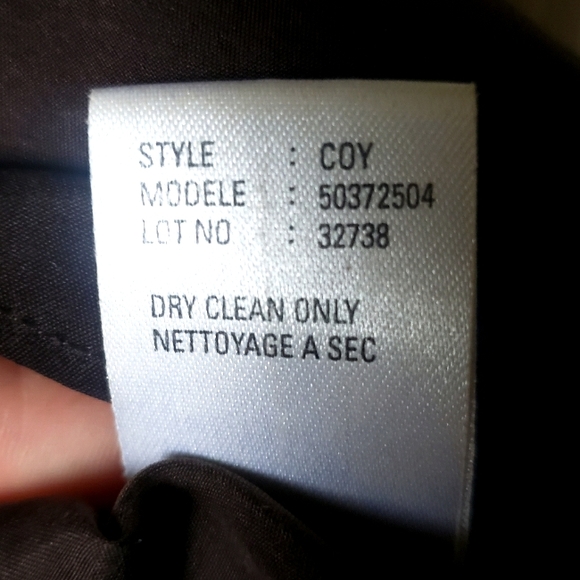 STYLE : COY
MODELE : 50372504
LOT NO : 32738
DRY CLEAN ONLY
NETTOYAGE A SEC